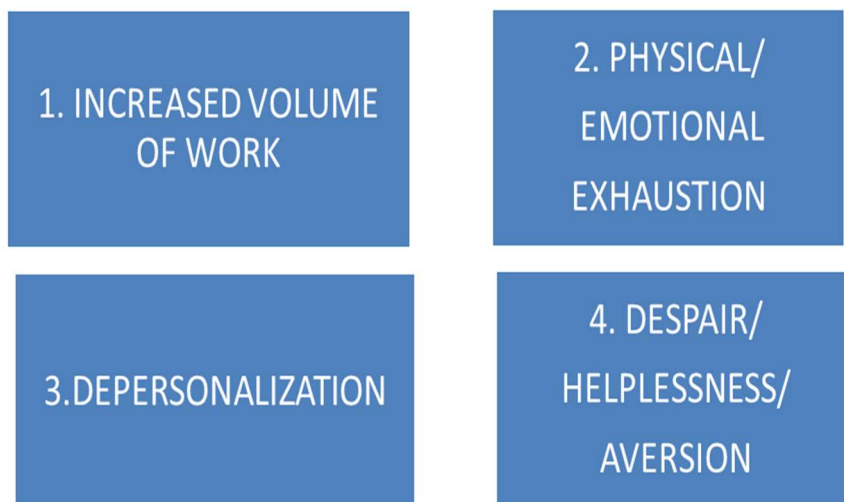 1. INCREASED VOLUME
OF WORK
2. PHYSICAL/
EMOTIONAL
EXHAUSTION
3.DEPERSONALIZATION
4. DESPAIR/
HELPLESSNESS/
AVERSION